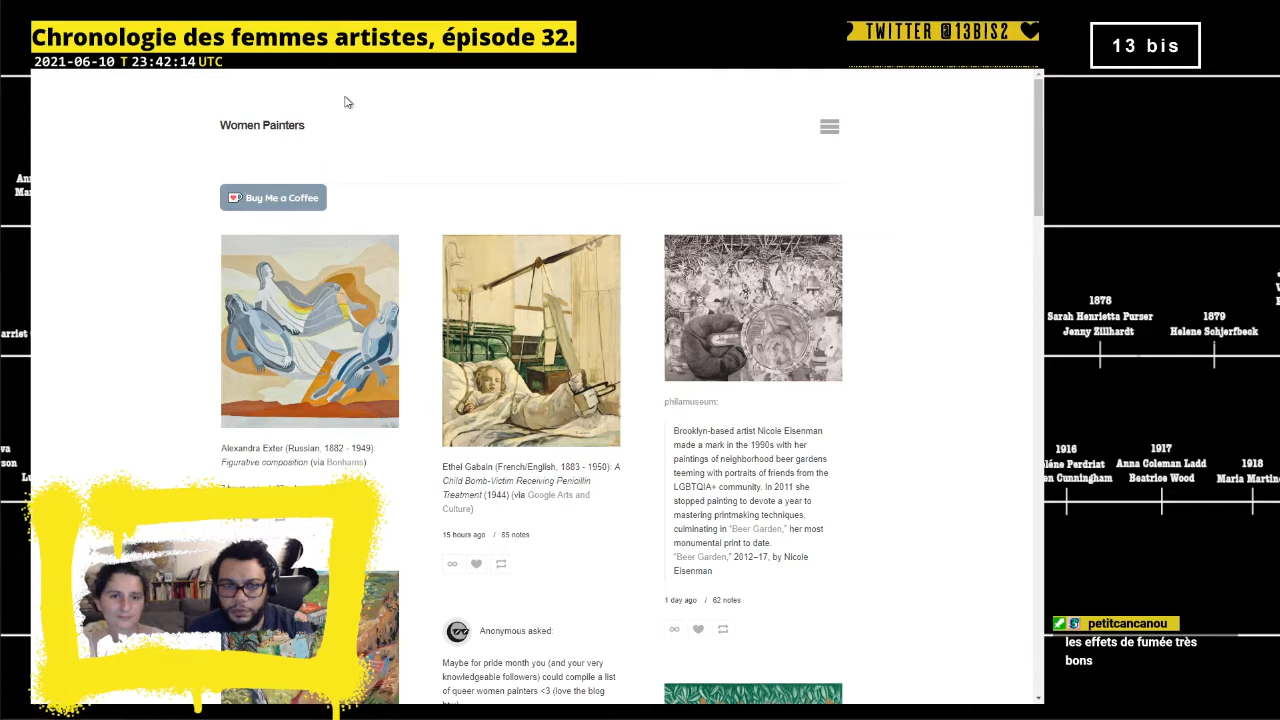 Chronologie des femmes artistes, épisode 32.
2021-06-10 T 23:42:14 UTC
TWITTER @13BIS2
13 bis
Women Painters
Buy Me a Coffee
Alexandra Exter (Russian, 1882 - 1949):
Figurative composition (via Bonhams)
Ethel Gabain (French/English, 1883 - 1950): A
Child Bomb-Victim Receiving Penicillin
Treatment (1944) (via Google Arts and
Culture)
15 hours ago / 85 notes
Anonymous asked:
Maybe for pride month you (and your very
knowledgeable followers) could compile a list
of queer women painters <3 (love the blog
philamuseum:
Brooklyn-based artist Nicole Eisenman
made a mark in the 1990s with her
paintings of neighborhood beer gardens
teeming with portraits of friends from the
LGBTQIA+ community. In 2011 she
stopped painting to devote a year to
mastering printmaking techniques,
culminating in “Beer Garden,” her most
monumental print to date.
“Beer Garden,” 2012–17, by Nicole
Eisenman
1 day ago / 62 notes
1878
Sarah Henrietta Purser
Jenny Zillhardt
1879
Helene Schjerfbeck
1916
élène Perdriat
en Cunningham
1917
Anna Coleman Ladd
Beatrice Wood
1918
Maria Martine
arriet
petitcancanou
les effets de fumée très
bons